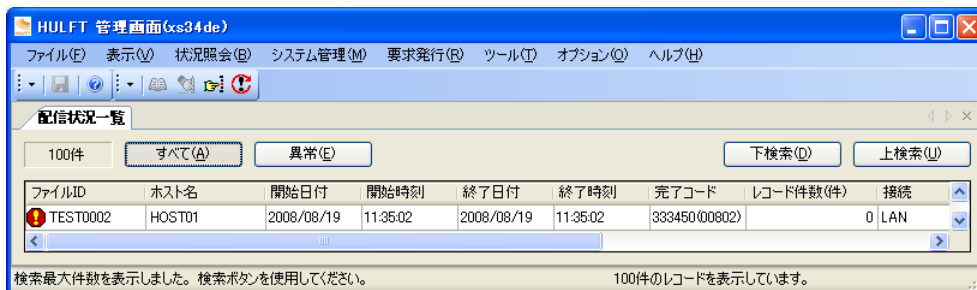 HULFT 管理画面(xs34de)
ファイル(F) 表示(V) 状況照会(B) システム管理(M) 要求発行(R) ツール(T) オプション(O) ヘルプ(H)
配信状況一覧
100件 すべて(A) 異常(E) 下検索(D) 上検索(U)
ファイルID ホスト名 開始日付 開始時刻 終了日付 終了時刻 完了コード レコード件数(件) 接続
TEST0002 HOST01 2008/08/19 11:35:02 2008/08/19 11:35:02 333450(00802) 0 LAN
検索最大件数を表示しました。検索ボタンを使用してください。 100件のレコードを表示しています。